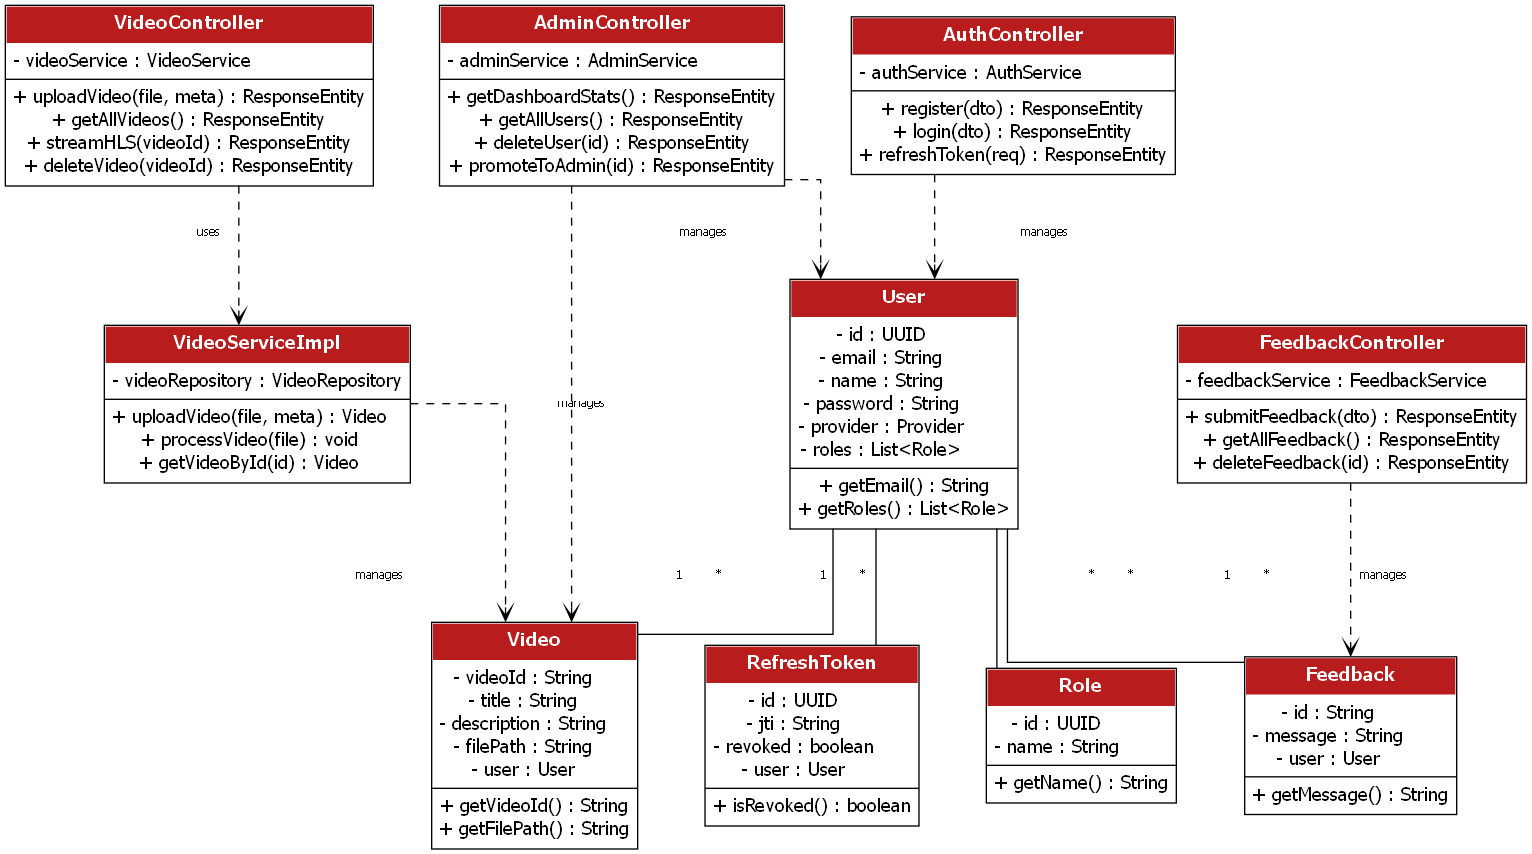 VideoController
- videoService : VideoService
+ uploadVideo(file, meta) : ResponseEntity
+ getAllVideos() : ResponseEntity
+ streamHLS(videoId) : ResponseEntity
+ deleteVideo(videoId) : ResponseEntity
AdminController
- adminService : AdminService
+ getDashboardStats() : ResponseEntity
+ getAllUsers() : ResponseEntity
+ deleteUser(id) : ResponseEntity
+ promoteToAdmin(id) : ResponseEntity
AuthController
- authService : AuthService
+ register(dto) : ResponseEntity
+ login(dto) : ResponseEntity
+ refreshToken(req) : ResponseEntity
uses
manages
manages
VideoServiceImpl
- videoRepository : VideoRepository
+ uploadVideo(file, meta) : Video
+ processVideo(file) : void
+ getVideoById(id) : Video
manages
User
- id : UUID
- email : String
- name : String
- password : String
- provider : Provider
- roles : List<Role>
+ getEmail() : String
+ getRoles() : List<Role>
FeedbackController
- feedbackService : FeedbackService
+ submitFeedback(dto) : ResponseEntity
+ getAllFeedback() : ResponseEntity
+ deleteFeedback(id) : ResponseEntity
manages
1 *
1 *
* *
1 *
manages
Video
- videoId : String
- title : String
- description : String
- filePath : String
- user : User
+ getVideoId() : String
+ getFilePath() : String
RefreshToken
- id : UUID
- jti : String
- revoked : boolean
- user : User
+ isRevoked() : boolean
Role
- id : UUID
- name : String
+ getName() : String
Feedback
- id : String
- message : String
- user : User
+ getMessage() : String